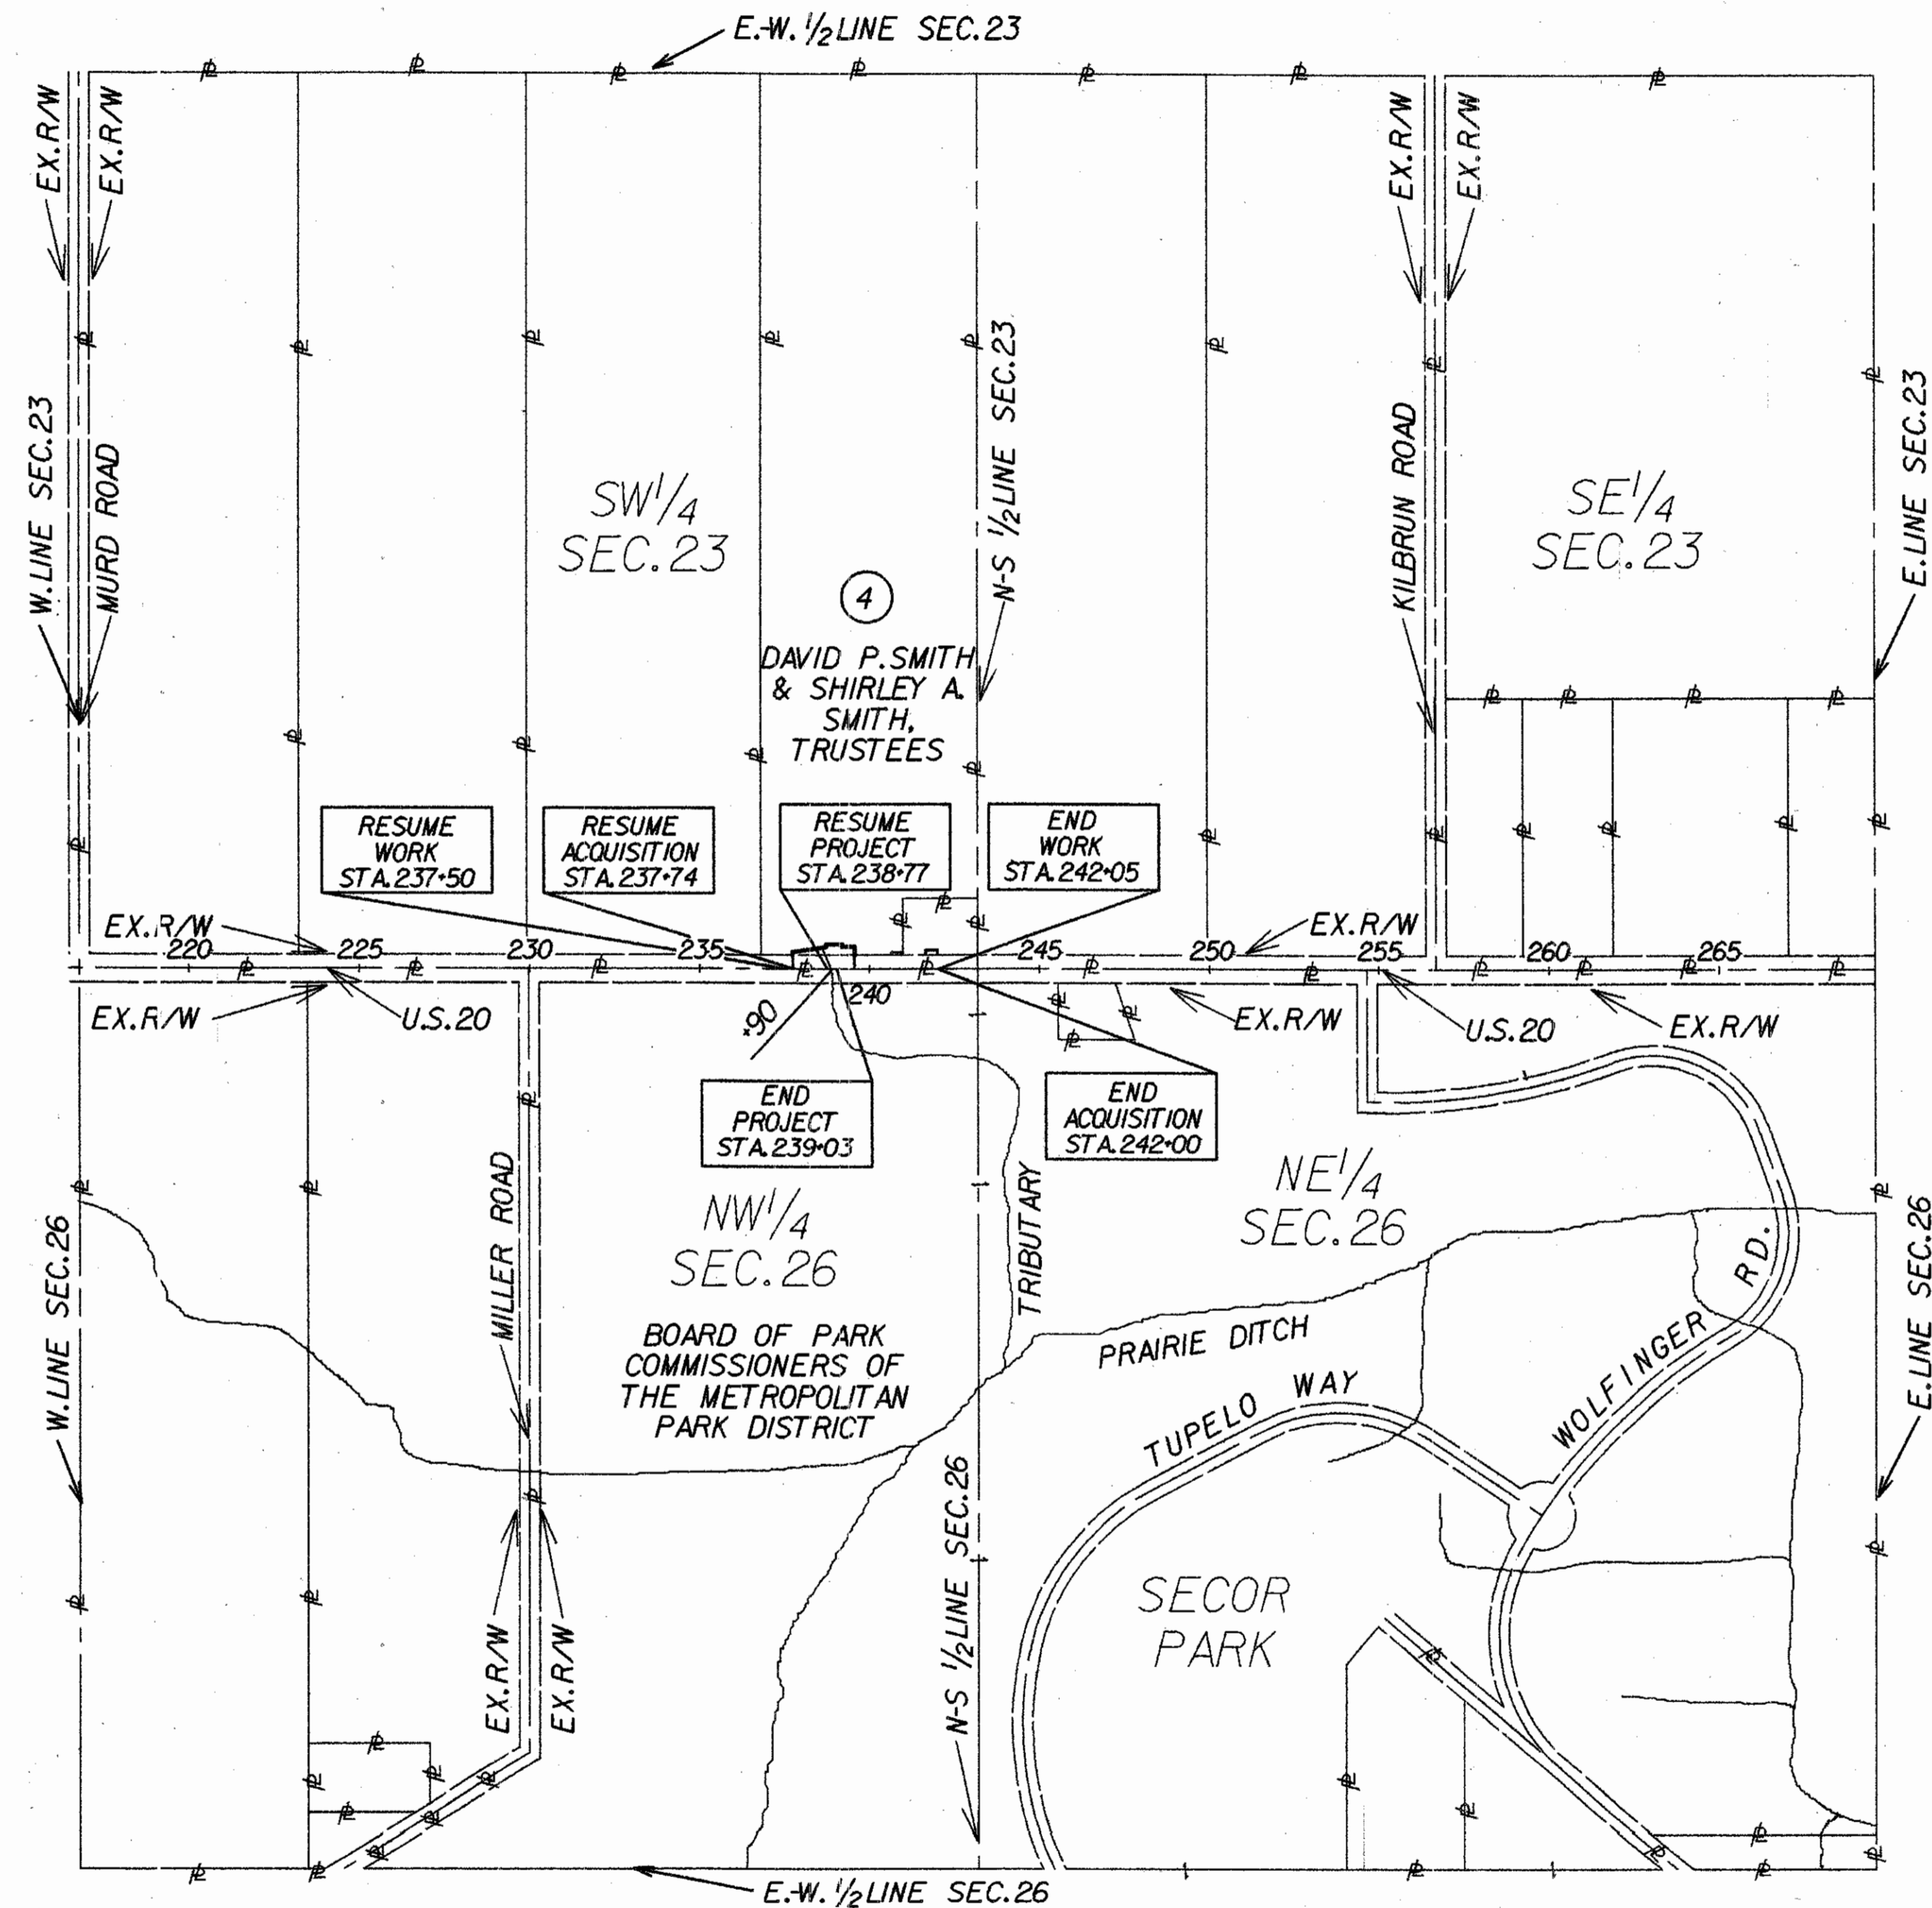 E.-W. 1/2 LINE SEC.23
EX.R/W
EX.R/W
EX.R/W
EX.R/W
W.LINE SEC.23
MURD ROAD
SW1/4
SEC.23
N-S 1/2 LINE SEC.23
KILBRUN ROAD
SE1/4
SEC.23
E.LINE SEC.23
4
DAVID P.SMITH
& SHIRLEY A.
SMITH,
TRUSTEES
RESUME
WORK
STA.237+50
RESUME
ACQUISITION
STA.237+74
RESUME
PROJECT
STA.238+77
END
WORK
STA.242+05
EX.R/W
EX.R/W
220
225
230
235
240
245
250
255
260
265
EX.R/W
U.S.20
+90
EX.R/W
U.S.20
EX.R/W
END
PROJECT
STA.239+03
END
ACQUISITION
STA.242+00
MILLER ROAD
NW1/4
SEC.26
TRIBUTARY
NE1/4
SEC.26
W.LINE SEC.26
E.LINE SEC.26
BOARD OF PARK
COMMISSIONERS OF
THE METROPOLITAN
PARK DISTRICT
PRAIRIE DITCH
TUPELO WAY
WOLFINGER RD.
N-S 1/2 LINE SEC.26
SECOR
PARK
EX.R/W
EX.R/W
E.-W. 1/2 LINE SEC.26